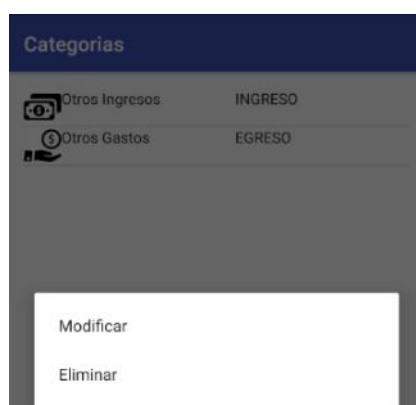 Categorias
Otros Ingresos INGRESO
Otros Gastos EGRESO
Modificar
Eliminar